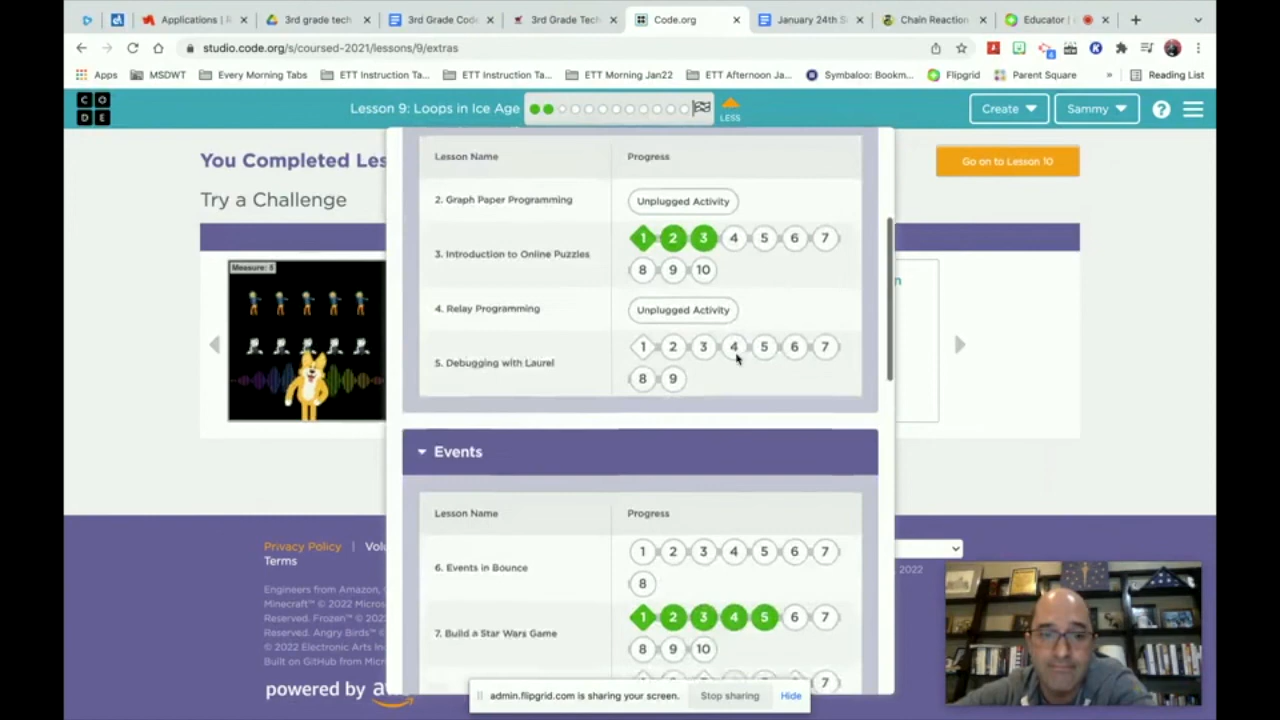 Applications | R
3rd grade tech
3rd Grade Code
3rd Grade Tech
Code.org
January 24th S
Chain Reaction
Educator |
studio.code.org/s/coursed-2021/lessons/9/extras
Apps
MSDWT
Every Morning Tabs
ETT Instruction Ta...
ETT Instruction Ta...
ETT Morning Jan22
ETT Afternoon Ja...
Symbaloo: Bookm...
Flipgrid
Parent Square
»
Reading List
C O
D E
Lesson 9: Loops in Ice Age
LESS
Create
Sammy
?
You Completed Les
Go on to Lesson 10
Try a Challenge
Measure: 5
n
Lesson Name
Progress
2. Graph Paper Programming
Unplugged Activity
3. Introduction to Online Puzzles
1 2 3 4 5 6 7
8 9 10
4. Relay Programming
Unplugged Activity
5. Debugging with Laurel
1 2 3 4 5 6 7
8 9
Events
Lesson Name
Progress
6. Events in Bounce
1 2 3 4 5 6 7
8
7. Build a Star Wars Game
1 2 3 4 5 6 7
8 9 10
7
Privacy Policy | Volu
Terms
2022
Engineers from Amazon,
Minecraft™ © 2022 Micros
Reserved. Frozen™ © 202
Reserved. Angry Birds™
© 2022 Electronic Arts In
Built on GitHub from Micr
powered by aw
admin.flipgrid.com is sharing your screen.
Stop sharing
Hide